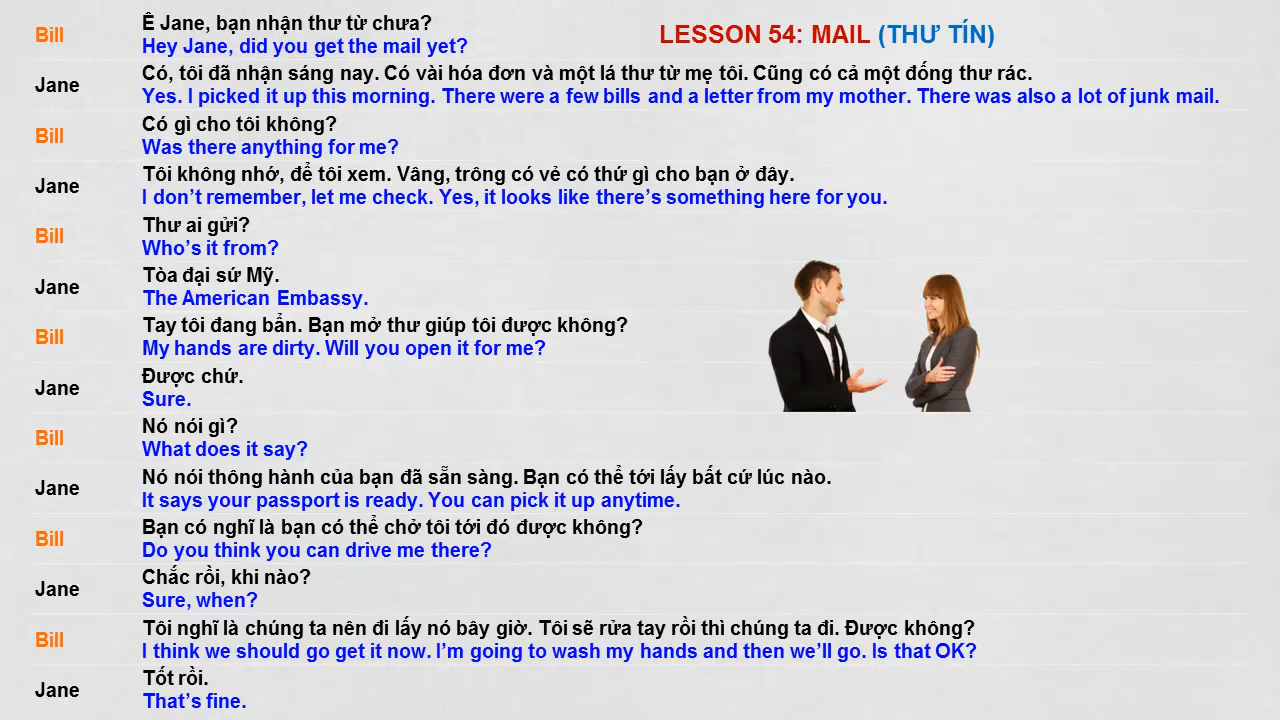 LESSON 54: MAIL (THƯ TÍN)
Bill
Ê Jane, bạn nhận thư từ chưa?
Hey Jane, did you get the mail yet?
Jane
Có, tôi đã nhận sáng nay. Có vài hóa đơn và một lá thư từ mẹ tôi. Cũng có cả một đống thư rác.
Yes. I picked it up this morning. There were a few bills and a letter from my mother. There was also a lot of junk mail.
Bill
Có gì cho tôi không?
Was there anything for me?
Jane
Tôi không nhớ, để tôi xem. Vâng, trông có vẻ có thứ gì cho bạn ở đây.
I don’t remember, let me check. Yes, it looks like there’s something here for you.
Bill
Thư ai gửi?
Who’s it from?
Jane
Tòa đại sứ Mỹ.
The American Embassy.
Bill
Tay tôi đang bẩn. Bạn mở thư giúp tôi được không?
My hands are dirty. Will you open it for me?
Jane
Được chứ.
Sure.
Bill
Nó nói gì?
What does it say?
Jane
Nó nói thông hành của bạn đã sẵn sàng. Bạn có thể tới lấy bất cứ lúc nào.
It says your passport is ready. You can pick it up anytime.
Bill
Bạn có nghĩ là bạn có thể chở tôi tới đó được không?
Do you think you can drive me there?
Jane
Chắc rồi, khi nào?
Sure, when?
Bill
Tôi nghĩ là chúng ta nên đi lấy nó bây giờ. Tôi sẽ rửa tay rồi thì chúng ta đi. Được không?
I think we should go get it now. I’m going to wash my hands and then we’ll go. Is that OK?
Jane
Tốt rồi.
That’s fine.